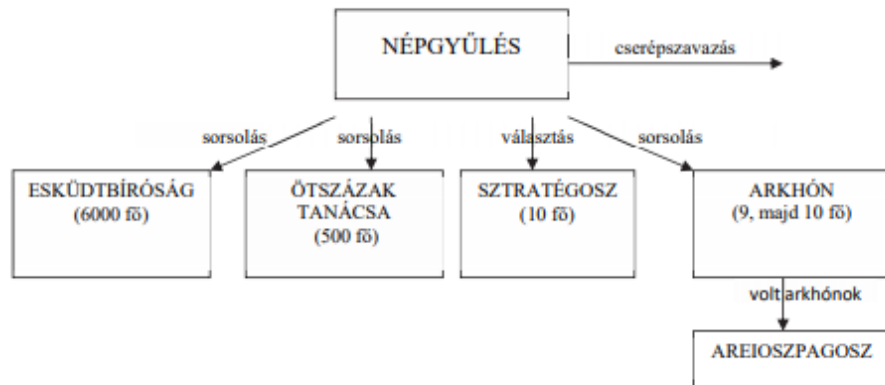 NÉPGYŰLÉS
cserépszavazás
sorsolás
sorsolás
választás
sorsolás
ESKÜDTBÍRÓSÁG
(6000 fő)
ÖTSZÁZAK
TANÁCSA
(500 fő)
SZTRATÉGOSZ
(10 fő)
ARKHÓN
(9, majd 10 fő)
volt arkhónok
AREIOSZPAGOSZ